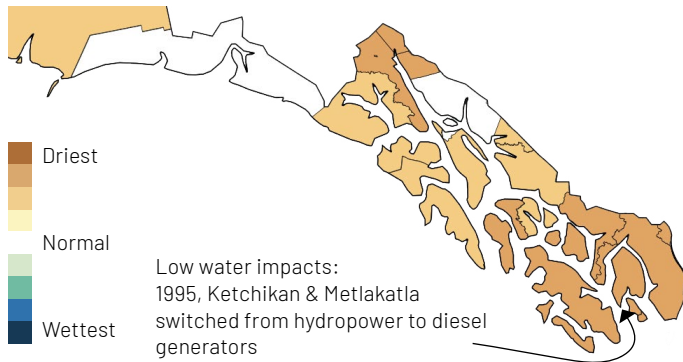 Driest
Normal
Wettest
Low water impacts:
1995, Ketchikan & Metlakatla
switched from hydropower to diesel
generators